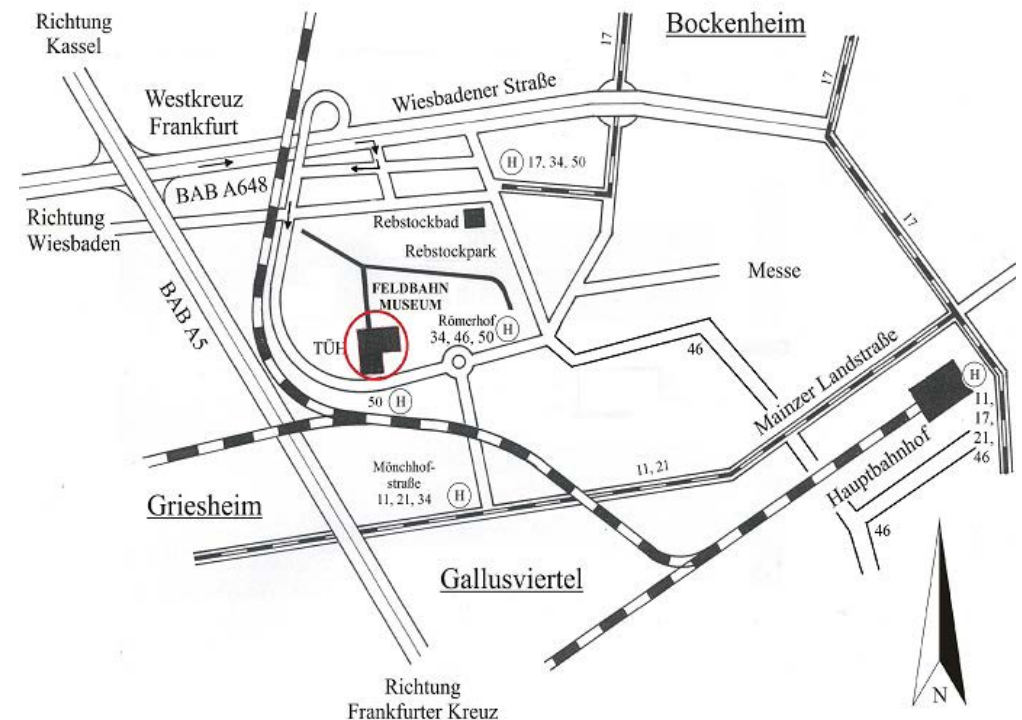 Richtung
Kassel
Bockenheim
17
17
Westkreuz
Frankfurt
Wiesbadener Straße
H 17, 34, 50
BAB A648
Richtung
Wiesbaden
Rebstockbad
Rebstockpark
17
Messe
BAB A5
FELDBAHN
MUSEUM
TÜH
Römerhof
34, 46, 50
H
46
Mainzer Landstraße
50 H
H
11,
17,
21,
46
Mönchhof-
straße
11, 21, 34
H
11, 21
Hauptbahnhof
46
Griesheim
Gallusviertel
Richtung
Frankfurter Kreuz
N